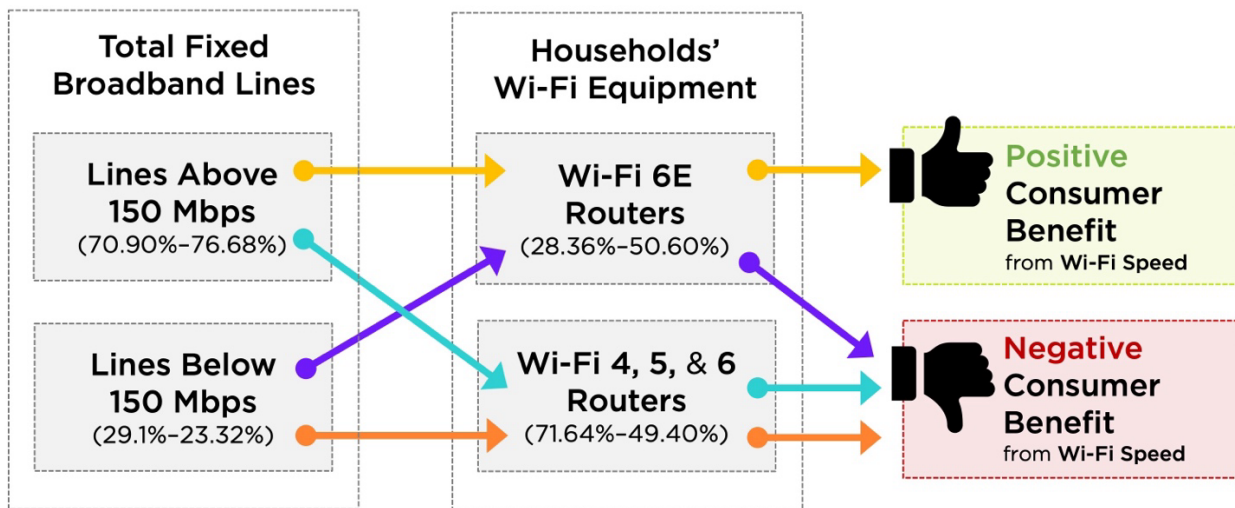 Total Fixed
Broadband Lines
Lines Above
150 Mbps
(70.90%–76.68%)
Lines Below
150 Mbps
(29.1%–23.32%)
Households’
Wi-Fi Equipment
Wi-Fi 6E
Routers
(28.36%–50.60%)
Wi-Fi 4, 5, & 6
Routers
(71.64%–49.40%)
Positive
Consumer
Benefit
from Wi-Fi Speed
Negative
Consumer
Benefit
from Wi-Fi Speed